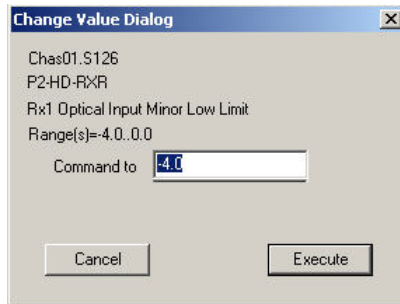 Change Value Dialog
Chas01.S126
P2-HD-RXR
Rx1 Optical Input Minor Low Limit
Range(s)=-4.0..0.0
Command to -4.0
Cancel Execute